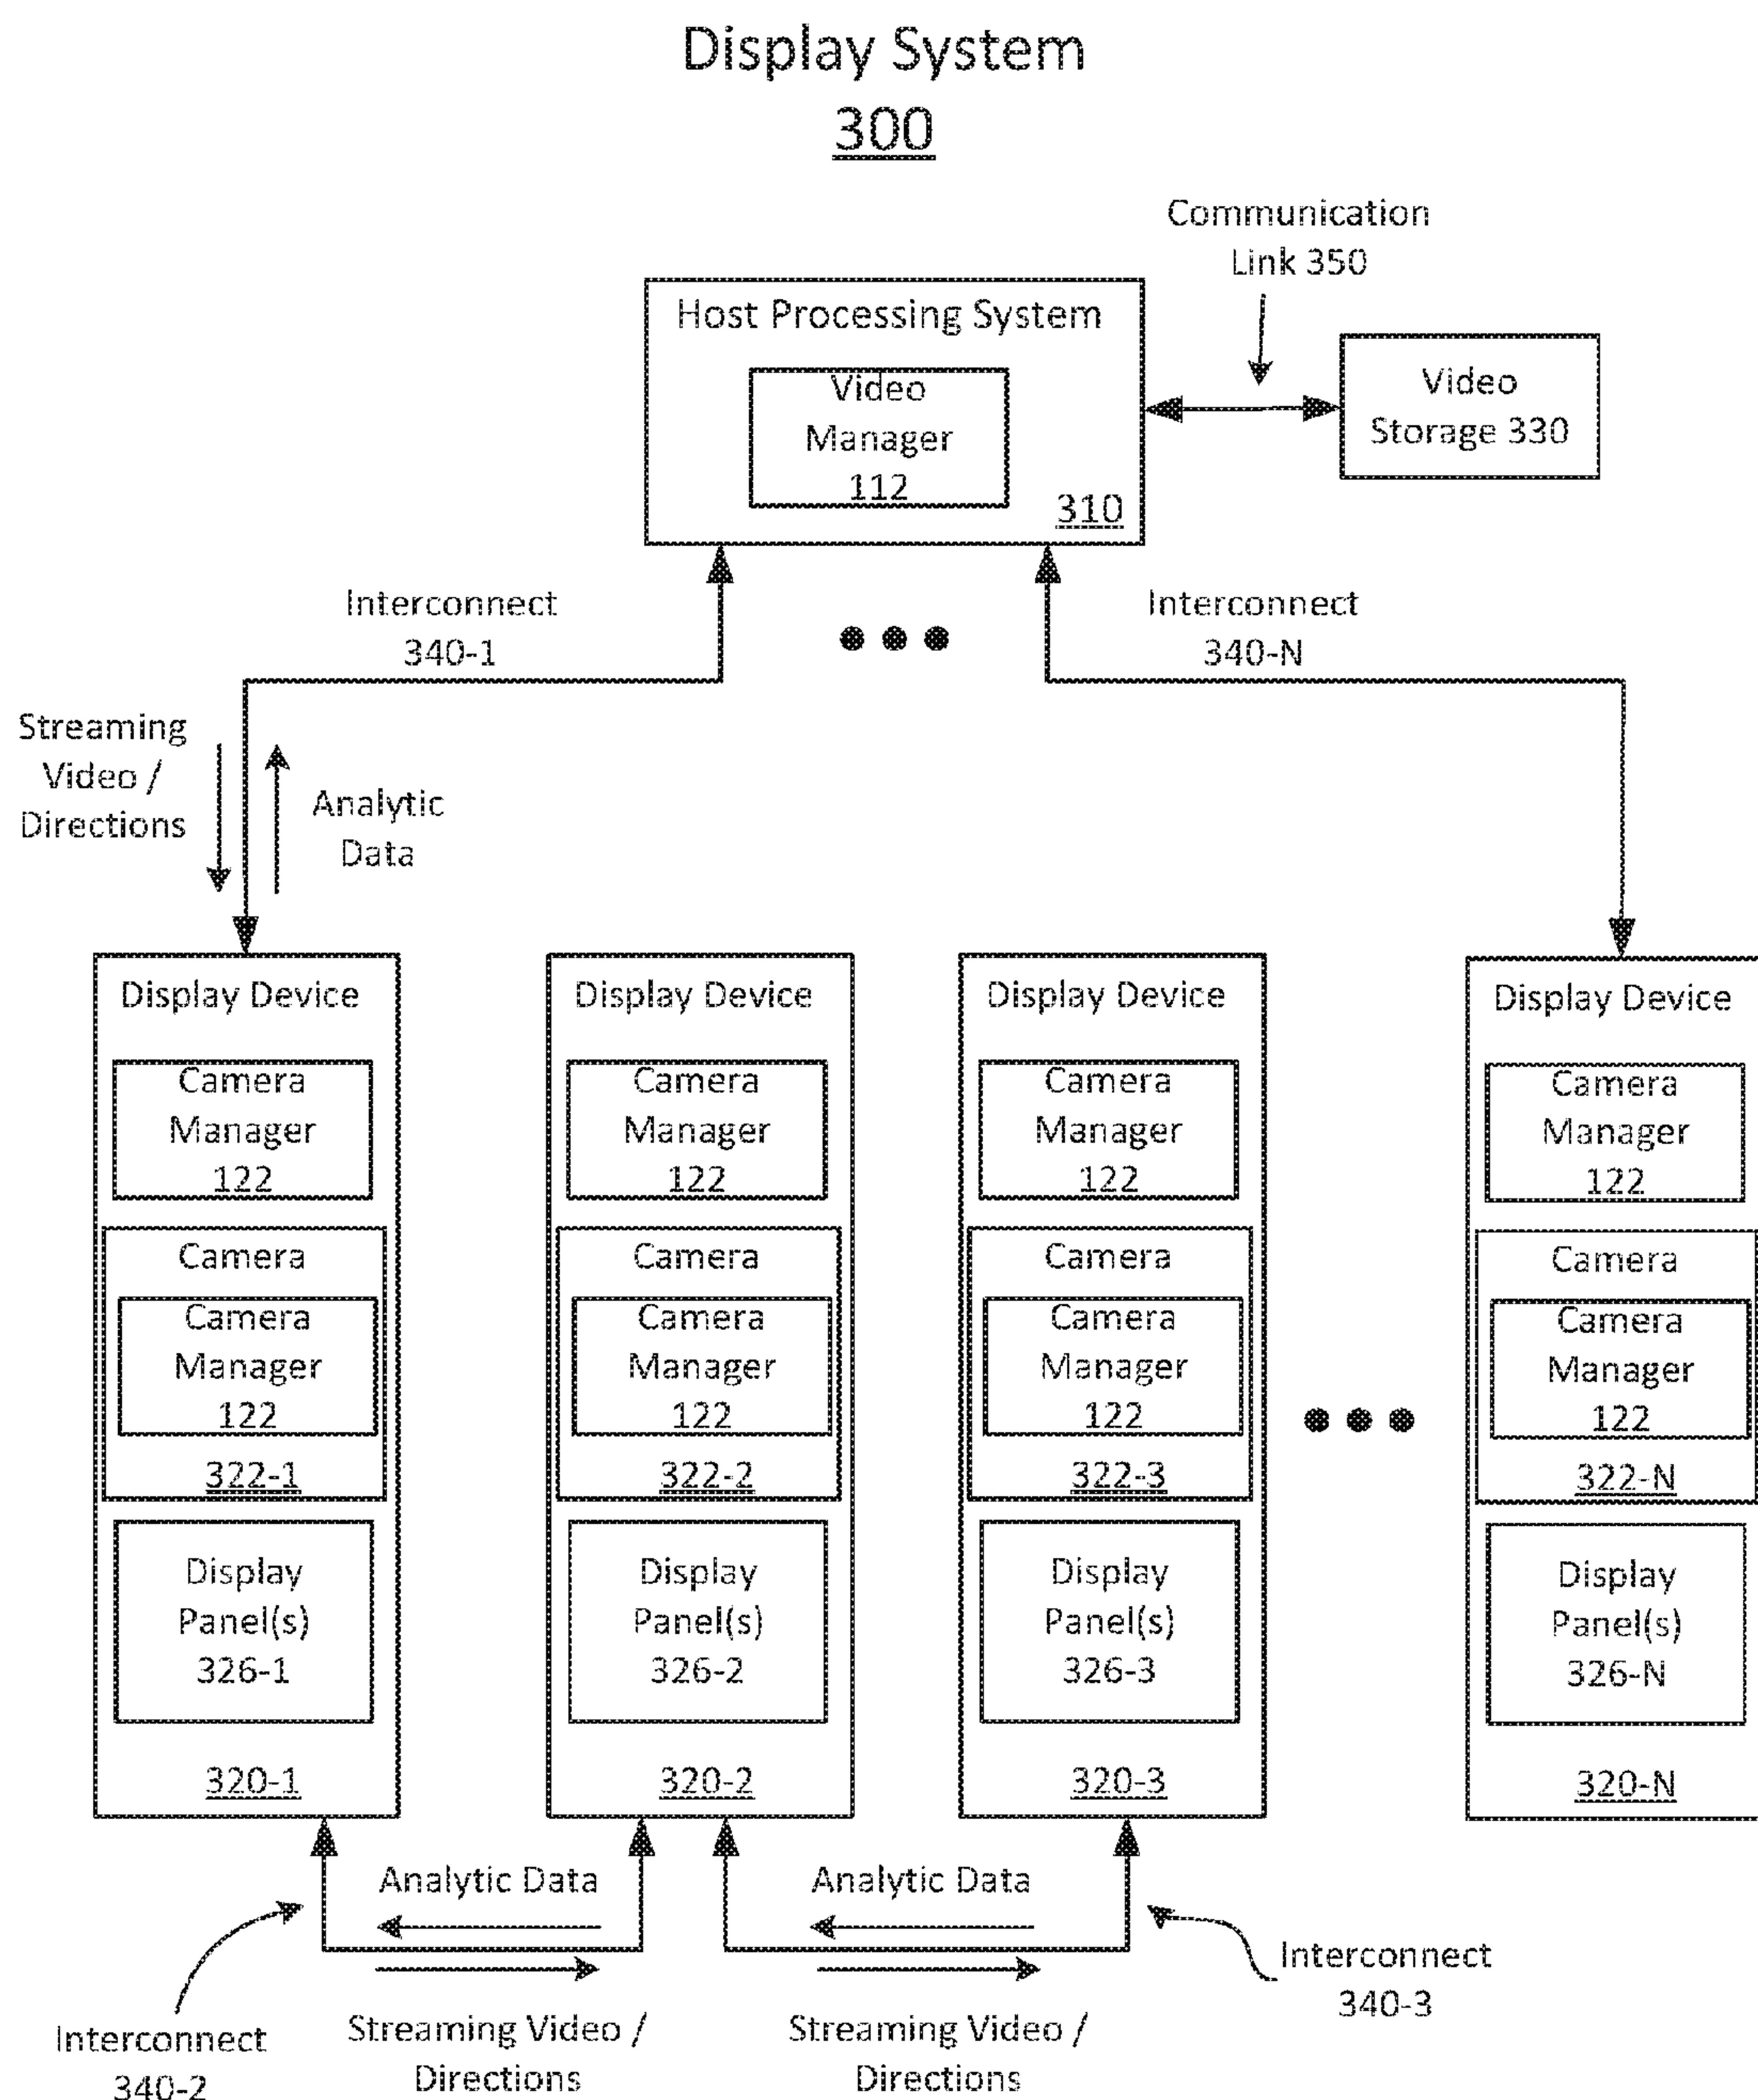 Display System
300
Communication
Link 350
Host Processing System
Video
Manager
112
310
Video
Storage 330
Interconnect
340-1
Interconnect
340-N
Streaming
Video /
Directions
Analytic
Data
Display Device
Camera
Manager
122
Camera
Camera
Manager
122
322-1
Display
Panel(s)
326-1
320-1
Display Device
Camera
Manager
122
Camera
Camera
Manager
122
322-2
Display
Panel(s)
326-2
320-2
Display Device
Camera
Manager
122
Camera
Camera
Manager
122
322-3
Display
Panel(s)
326-3
320-3
Display Device
Camera
Manager
122
Camera
Camera
Manager
122
322-N
Display
Panel(s)
326-N
320-N
Analytic Data
Analytic Data
Interconnect
340-2
Streaming Video /
Directions
Streaming Video /
Directions
Interconnect
340-3